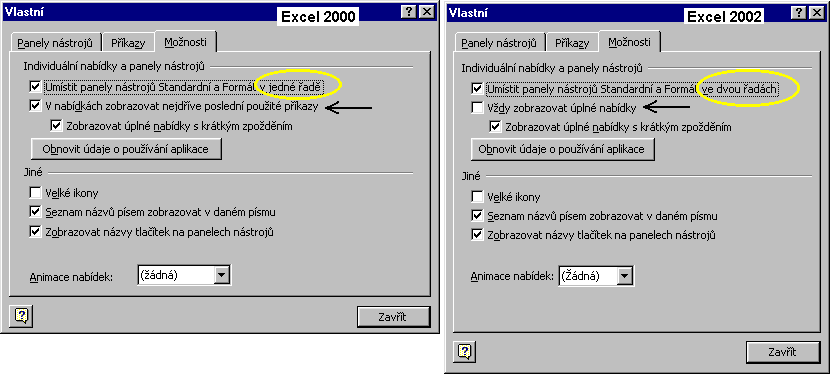 Vlastní
Excel 2000
Panely nástrojů
Příkazy
Možnosti
Individuální nabídky a panely nástrojů
Umístit panely nástrojů Standardní a Formát v jedné řadě
V nabídkách zobrazovat nejdříve poslední použité příkazy
Zobrazovat úplné nabídky s krátkým zpožděním
Obnovit údaje o používání aplikace
Jiné
Velké ikony
Seznam názvů písem zobrazovat v daném písmu
Zobrazovat názvy tlačítek na panelech nástrojů
Animace nabídek:
(žádná)
Zavřít
Vlastní
Excel 2002
Panely nástrojů
Příkazy
Možnosti
Individuální nabídky a panely nástrojů
Umístit panely nástrojů Standardní a Formát ve dvou řadách
Vždy zobrazovat úplné nabídky
Zobrazovat úplné nabídky s krátkým zpožděním
Obnovit údaje o používání aplikace
Jiné
Velké ikony
Seznam názvů písem zobrazovat v daném písmu
Zobrazovat názvy tlačítek na panelech nástrojů
Animace nabídek:
(Žádná)
Zavřít